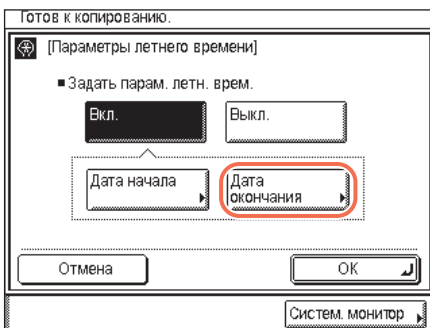 Готов к копированию.
[Параметры летнего времени]
Задать парам. летн. врем.
Вкл. Выкл.
Дата начала Дата
окончания
Отмена OK
Систем. монитор